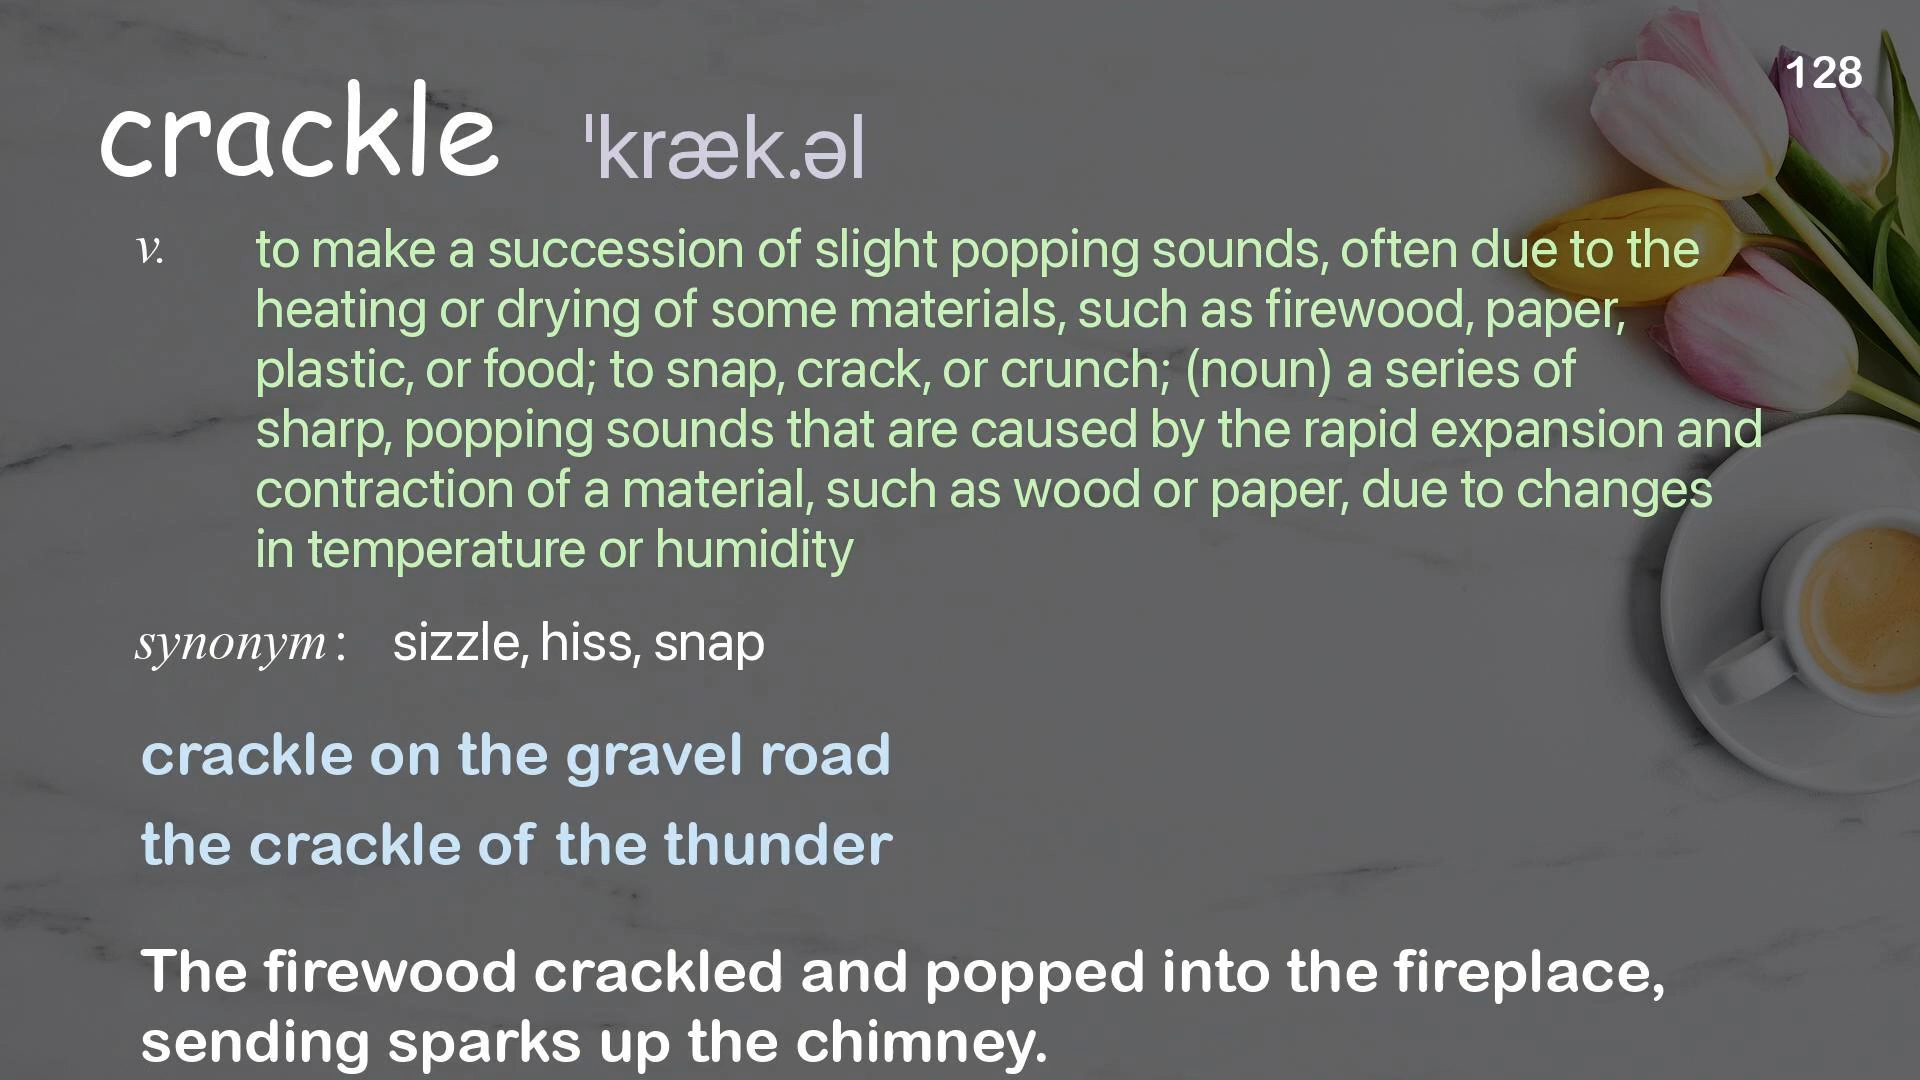 128
crackle ˈkræk.əl
v. to make a succession of slight popping sounds, often due to the
heating or drying of some materials, such as firewood, paper,
plastic, or food; to snap, crack, or crunch; (noun) a series of
sharp, popping sounds that are caused by the rapid expansion and
contraction of a material, such as wood or paper, due to changes
in temperature or humidity
synonym : sizzle, hiss, snap
crackle on the gravel road
the crackle of the thunder
The firewood crackled and popped into the fireplace,
sending sparks up the chimney.